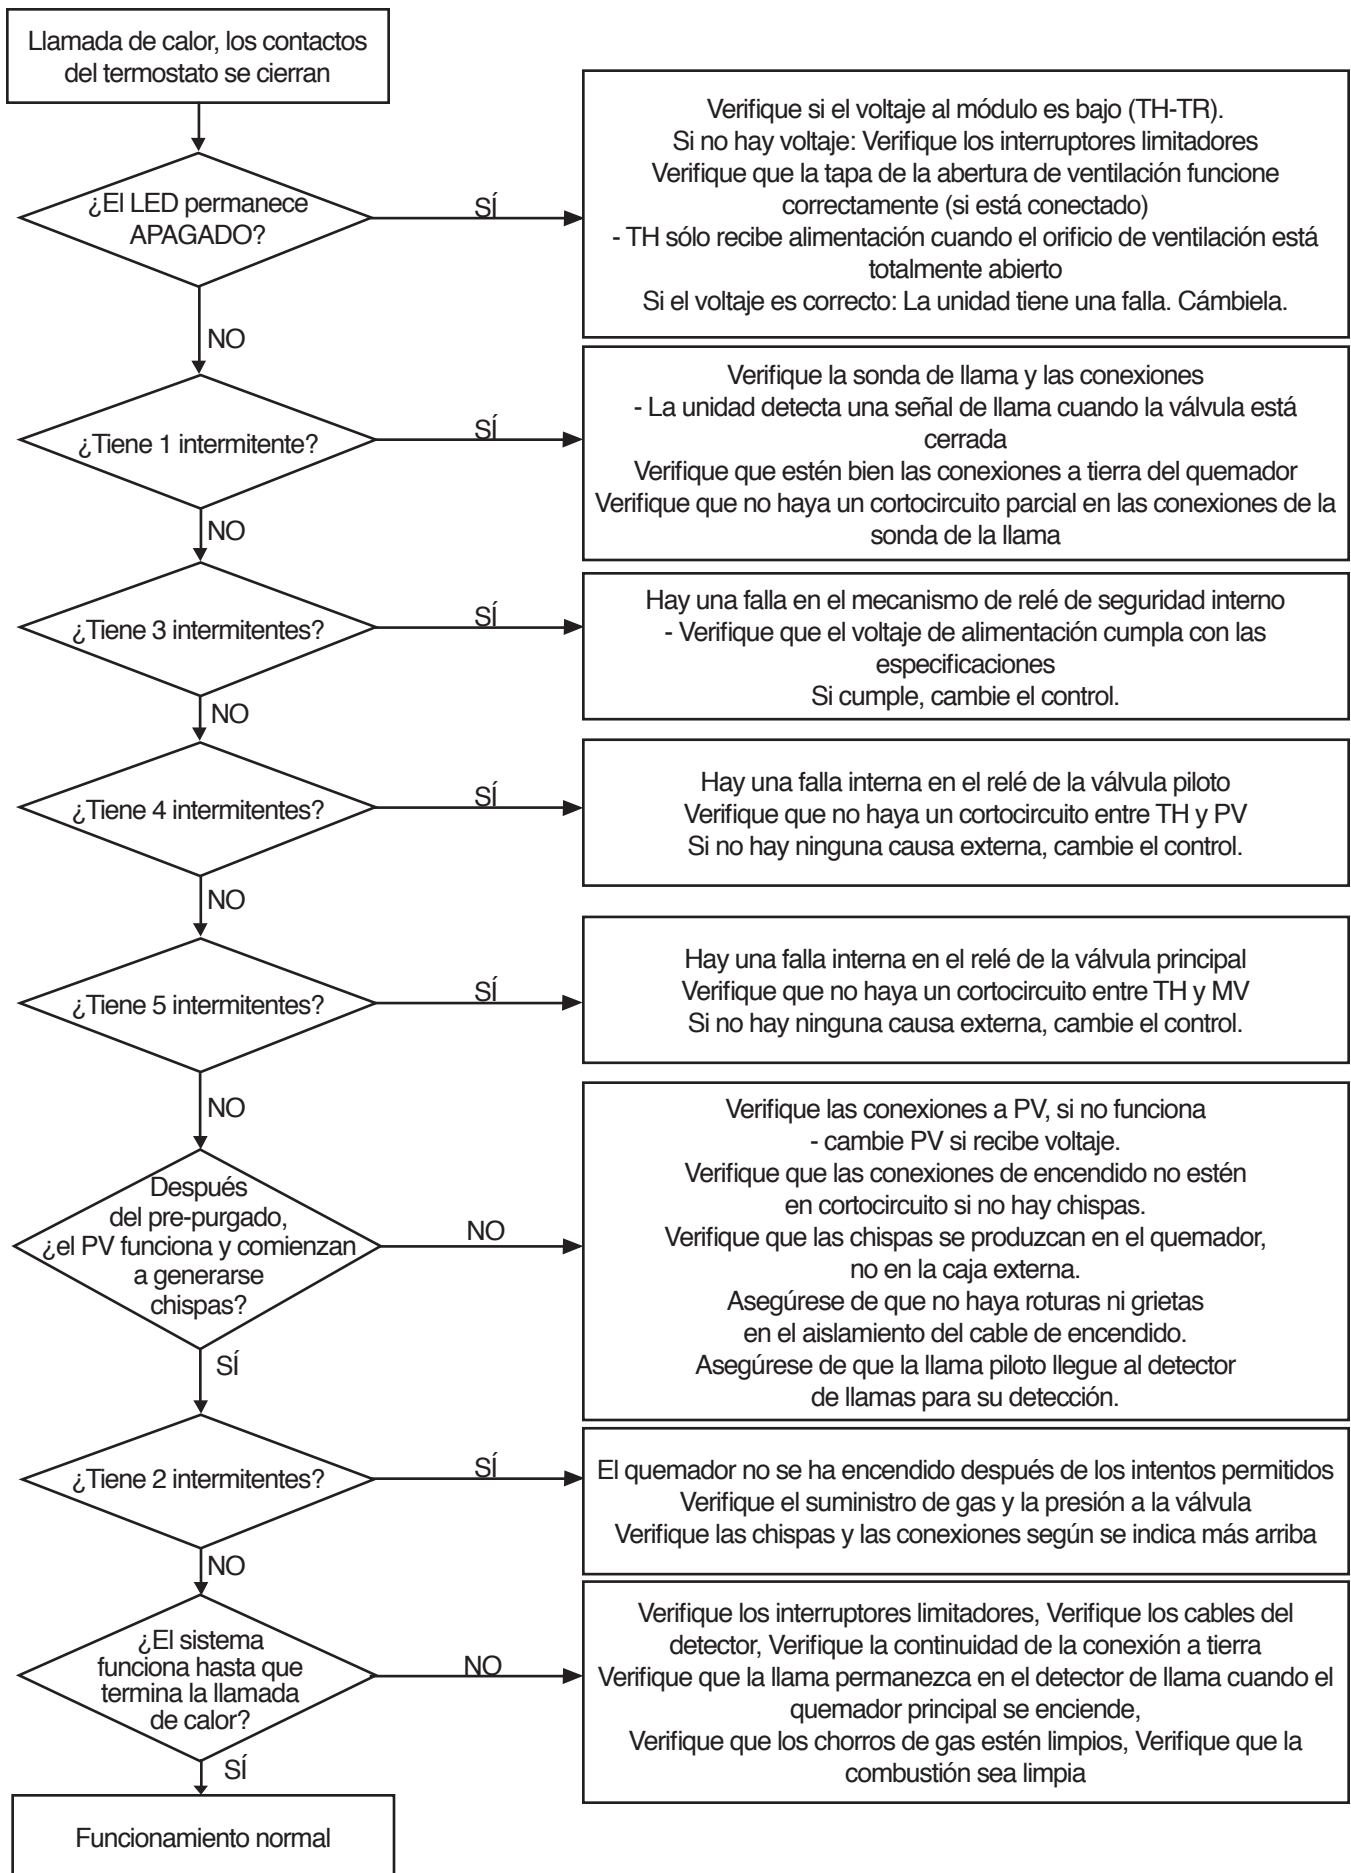 Llamada de calor, los contactos
del termostato se cierran
¿El LED permanece
APAGADO?
SÍ
Verifique si el voltaje al módulo es bajo (TH-TR).
Si no hay voltaje: Verifique los interruptores limitadores
Verifique que la tapa de la abertura de ventilación funcione
correctamente (si está conectado)
- TH sólo recibe alimentación cuando el orificio de ventilación está
totalmente abierto
Si el voltaje es correcto: La unidad tiene una falla. Cámbiela.
NO
¿Tiene 1 intermitente?
SÍ
Verifique la sonda de llama y las conexiones
- La unidad detecta una señal de llama cuando la válvula está
cerrada
Verifique que estén bien las conexiones a tierra del quemador
Verifique que no haya un cortocircuito parcial en las conexiones de la
sonda de la llama
NO
¿Tiene 3 intermitentes?
SÍ
Hay una falla en el mecanismo de relé de seguridad interno
- Verifique que el voltaje de alimentación cumpla con las
especificaciones
Si cumple, cambie el control.
NO
¿Tiene 4 intermitentes?
SÍ
Hay una falla interna en el relé de la válvula piloto
Verifique que no haya un cortocircuito entre TH y PV
Si no hay ninguna causa externa, cambie el control.
NO
¿Tiene 5 intermitentes?
SÍ
Hay una falla interna en el relé de la válvula principal
Verifique que no haya un cortocircuito entre TH y MV
Si no hay ninguna causa externa, cambie el control.
NO
Después
del pre-purgado,
¿el PV funciona y comienzan
a generarse
chispas?
NO
Verifique las conexiones a PV, si no funciona
- cambie PV si recibe voltaje.
Verifique que las conexiones de encendido no estén
en cortocircuito si no hay chispas.
Verifique que las chispas se produzcan en el quemador,
no en la caja externa.
Asegúrese de que no haya roturas ni grietas
en el aislamiento del cable de encendido.
Asegúrese de que la llama piloto llegue al detector
de llamas para su detección.
SÍ
¿Tiene 2 intermitentes?
SÍ
El quemador no se ha encendido después de los intentos permitidos
Verifique el suministro de gas y la presión a la válvula
Verifique las chispas y las conexiones según se indica más arriba
NO
¿El sistema
funciona hasta que
termina la llamada
de calor?
NO
Verifique los interruptores limitadores, Verifique los cables del
detector, Verifique la continuidad de la conexión a tierra
Verifique que la llama permanezca en el detector de llama cuando el
quemador principal se enciende,
Verifique que los chorros de gas estén limpios, Verifique que la
combustión sea limpia
SÍ
Funcionamiento normal